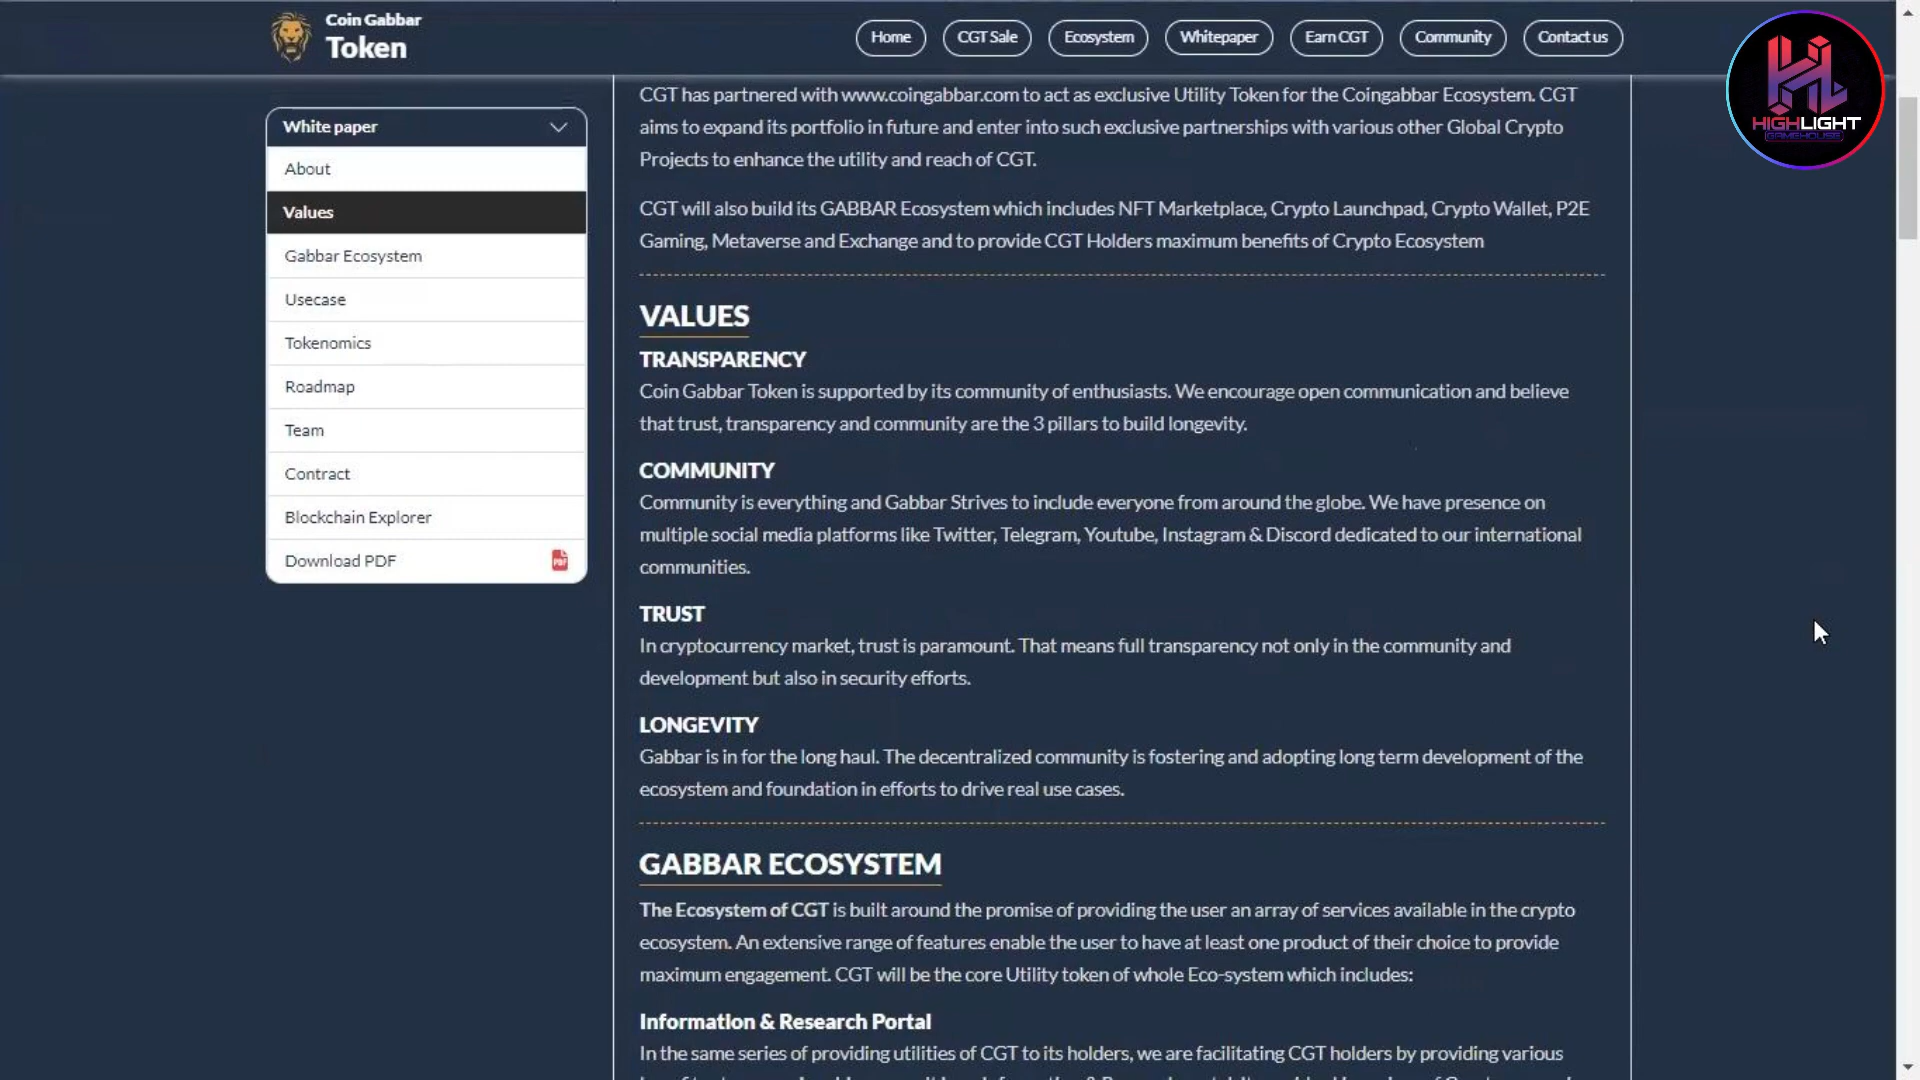 Coin Gabbar
Token
Home
CGT Sale
Ecosystem
Whitepaper
Earn CGT
Community
Contact us
HIGHLIGHT
GAMEHOUSE
White paper
About
Values
Gabbar Ecosystem
Usecase
Tokenomics
Roadmap
Team
Contract
Blockchain Explorer
Download PDF
PDF
CGT has partnered with www.coingabbar.com to act as exclusive Utility Token for the Coingabbar Ecosystem. CGT
aims to expand its portfolio in future and enter into such exclusive partnerships with various other Global Crypto
Projects to enhance the utility and reach of CGT.
CGT will also build its GABBAR Ecosystem which includes NFT Marketplace, Crypto Launchpad, Crypto Wallet, P2E
Gaming, Metaverse and Exchange and to provide CGT Holders maximum benefits of Crypto Ecosystem
VALUES
TRANSPARENCY
Coin Gabbar Token is supported by its community of enthusiasts. We encourage open communication and believe
that trust, transparency and community are the 3 pillars to build longevity.
COMMUNITY
Community is everything and Gabbar Strives to include everyone from around the globe. We have presence on
multiple social media platforms like Twitter, Telegram, Youtube, Instagram & Discord dedicated to our international
communities.
TRUST
In cryptocurrency market, trust is paramount. That means full transparency not only in the community and
development but also in security efforts.
LONGEVITY
Gabbar is in for the long haul. The decentralized community is fostering and adopting long term development of the
ecosystem and foundation in efforts to drive real use cases.
GABBAR ECOSYSTEM
The Ecosystem of CGT is built around the promise of providing the user an array of services available in the crypto
ecosystem. An extensive range of features enable the user to have at least one product of their choice to provide
maximum engagement. CGT will be the core Utility token of whole Eco-system which includes:
Information & Research Portal
In the same series of providing utilities of CGT to its holders, we are facilitating CGT holders by providing various